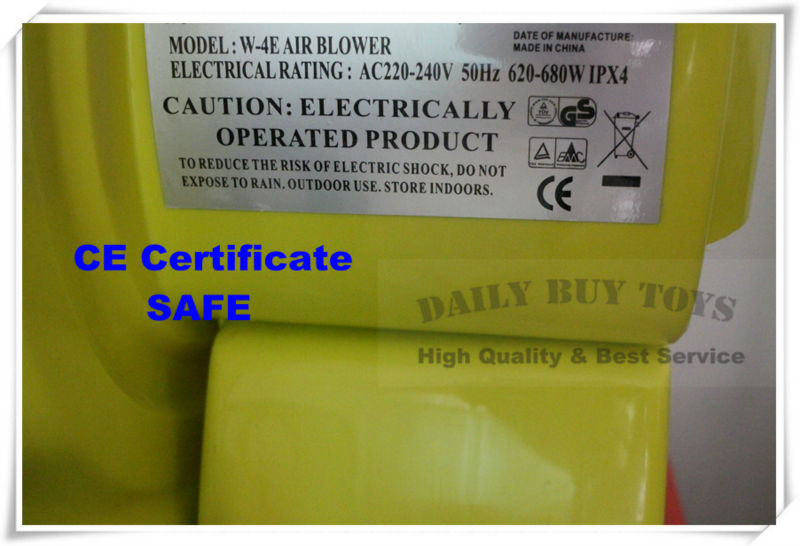 DATE OF MANUFACTURE:
MODEL: W-4E AIR BLOWER
MADE IN CHINA
ELECTRICAL RATING: AC220-240V 50Hz 620-680W IPX4
CAUTION: ELECTRICALLY
OPERATED PRODUCT
TO REDUCE THE RISK OF ELECTRIC SHOCK, DO NOT
EXPOSE TO RAIN. OUTDOOR USE. STORE INDOORS.
GS
EMC
CE
CE Certificate
SAFE
DAILY BUY TOYS
High Quality & Best Service